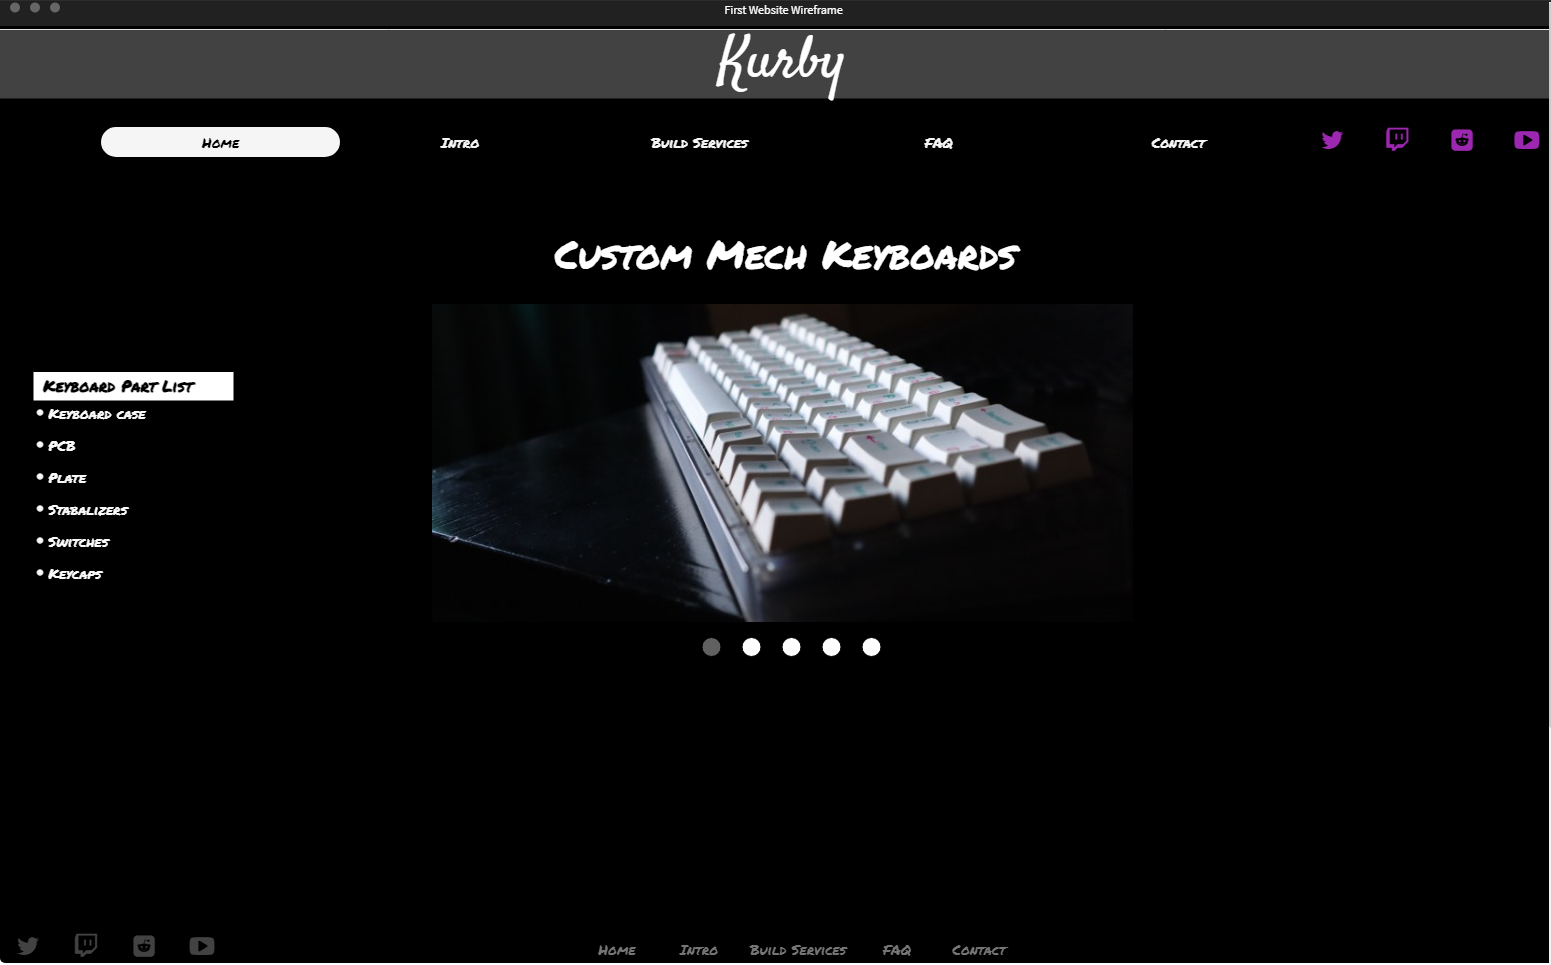 First Website Wireframe
Kurby
Home Intro Build Services FAQ Contact
Custom Mech Keyboards
Keyboard Part List
• Keyboard case
• PCB
• Plate
• Stabalizers
• Switches
• Keycaps
Home Intro Build Services FAQ Contact